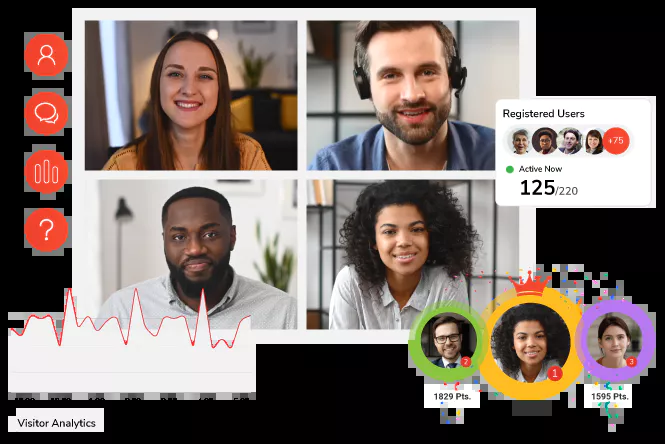 ?
Registered Users
+75
Active Now
125/220
2
1
3
1829 Pts.
1595 Pts.
Visitor Analytics